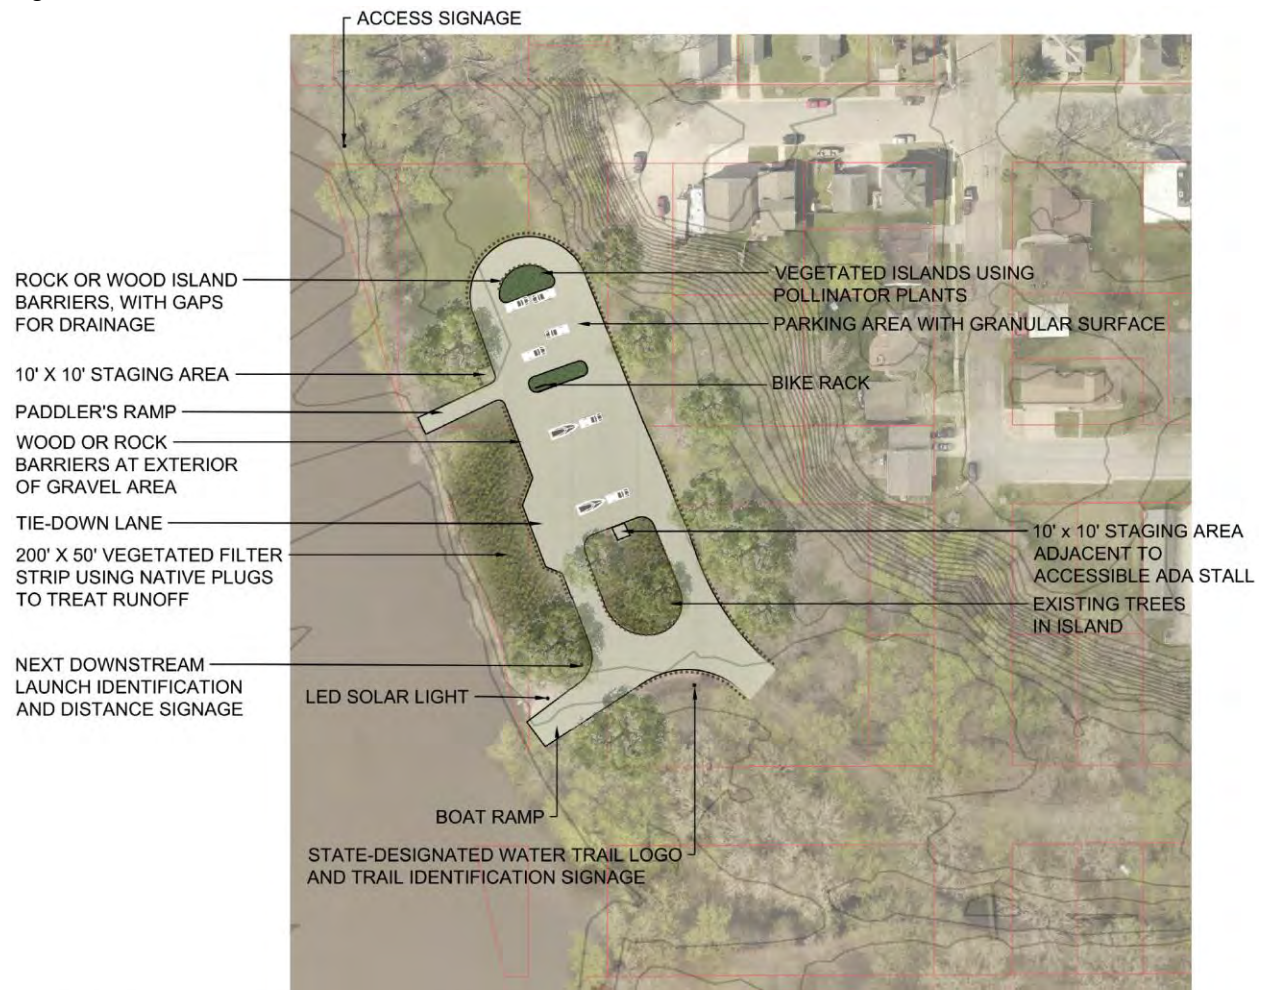 ACCESS SIGNAGE
ROCK OR WOOD ISLAND
BARRIERS, WITH GAPS
FOR DRAINAGE
10' X 10' STAGING AREA
PADDLER'S RAMP
WOOD OR ROCK
BARRIERS AT EXTERIOR
OF GRAVEL AREA
TIE-DOWN LANE
200' X 50' VEGETATED FILTER
STRIP USING NATIVE PLUGS
TO TREAT RUNOFF
NEXT DOWNSTREAM
LAUNCH IDENTIFICATION
AND DISTANCE SIGNAGE
LED SOLAR LIGHT
BOAT RAMP
STATE-DESIGNATED WATER TRAIL LOGO
AND TRAIL IDENTIFICATION SIGNAGE
VEGETATED ISLANDS USING
POLLINATOR PLANTS
PARKING AREA WITH GRANULAR SURFACE
BIKE RACK
10' x 10' STAGING AREA
ADJACENT TO
ACCESSIBLE ADA STALL
EXISTING TREES
IN ISLAND